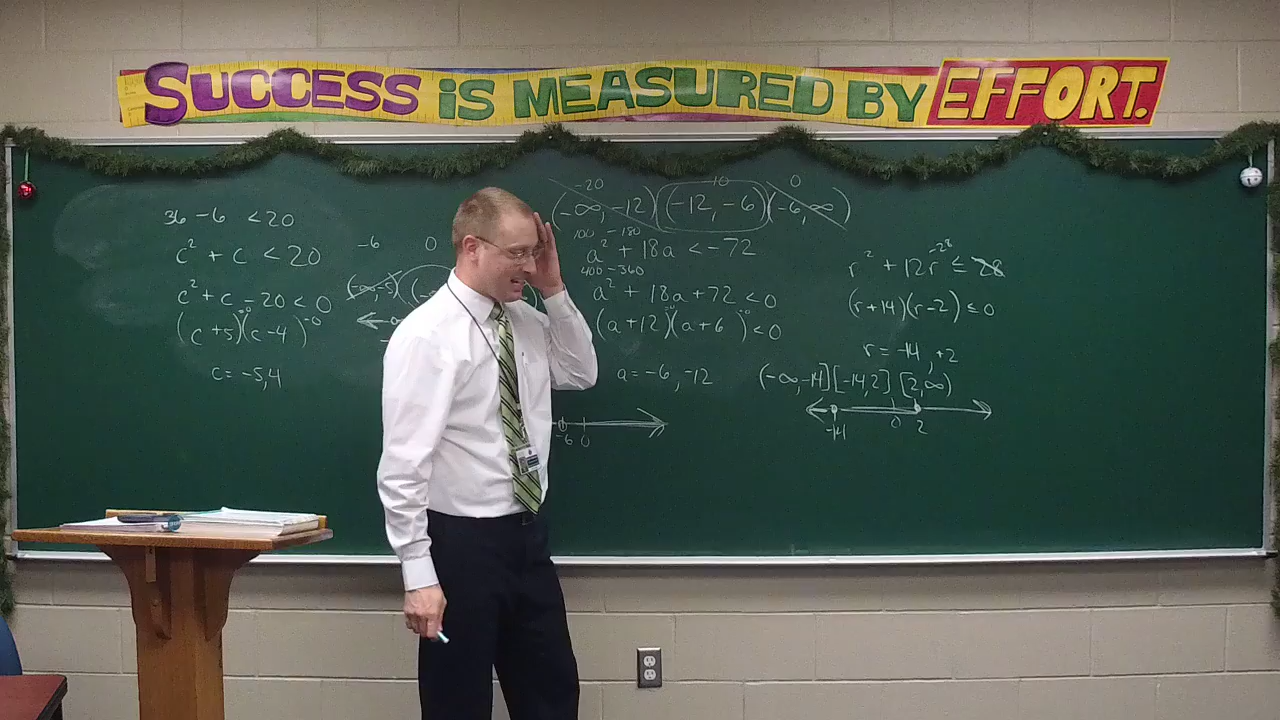 SUCCESS IS MEASURED BY EFFORT.
36 - 6 < 20
c² + c < 20
c² + c - 20 < 0
(c + 5)(c - 4)
c = -5, 4
-6 0
(-∞, -5)
-20 10 0
(-∞, -12)(-12, -6)(-6, ∞)
100 - 180
a² + 18a < -72
400 - 360
a² + 18a + 72 < 0
(a + 12)(a + 6) < 0
a = -6, -12
-6 0
-28
r² + 12r ≤ 28
(r + 14)(r - 2) ≤ 0
r = -14, +2
(-∞, -14][-14, 2][2, ∞)
-14 0 2